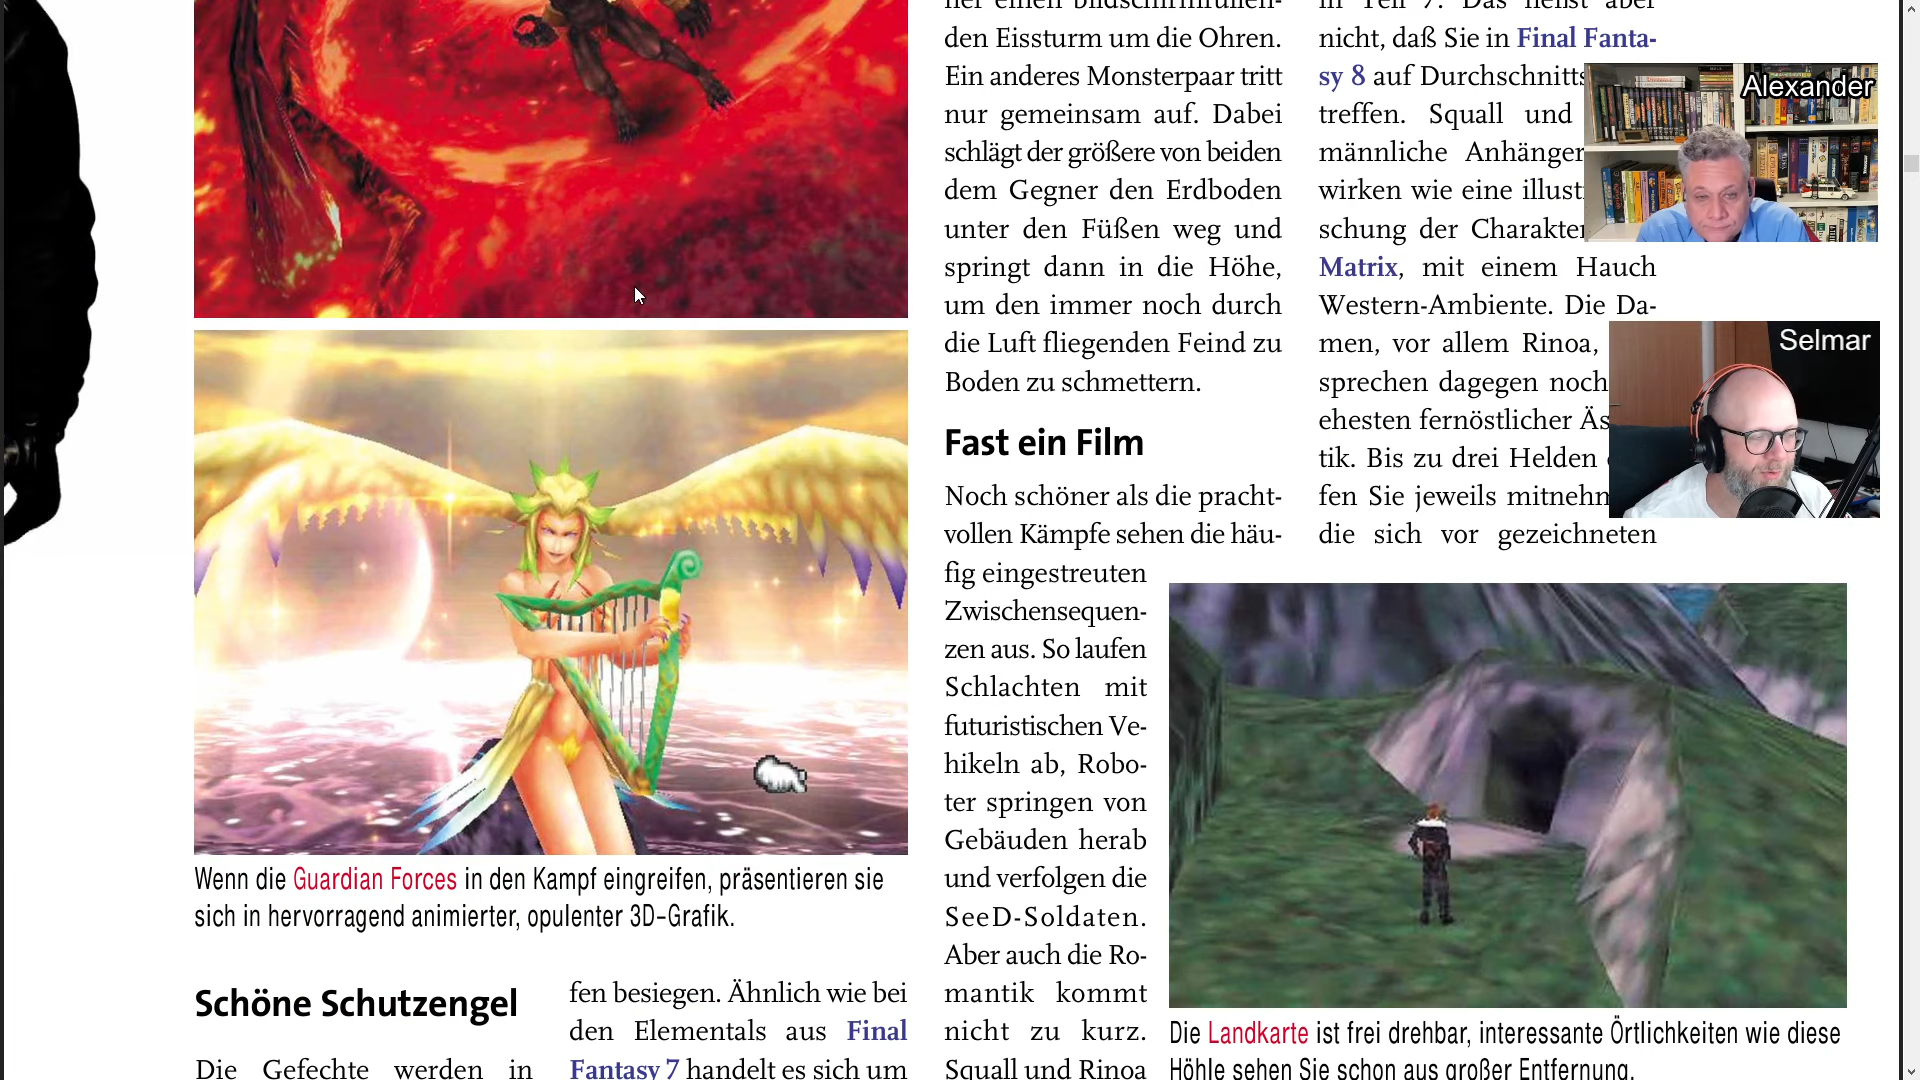 Wenn die Guardian Forces in den Kampf eingreifen, präsentieren sie
sich in hervorragend animierter, opulenter 3D-Grafik.
Schöne Schutzengel
Die Gefechte werden in
fen besiegen. Ähnlich wie bei
den Elementals aus Final
Fantasy 7 handelt es sich um
den Eissturm um die Ohren.
Ein anderes Monsterpaar tritt
nur gemeinsam auf. Dabei
schlägt der größere von beiden
dem Gegner den Erdboden
unter den Füßen weg und
springt dann in die Höhe,
um den immer noch durch
die Luft fliegenden Feind zu
Boden zu schmettern.
Fast ein Film
Noch schöner als die pracht-
vollen Kämpfe sehen die häu-
fig eingestreuten
Zwischensequen-
zen aus. So laufen
Schlachten mit
futuristischen Ve-
hikeln ab, Robo-
ter springen von
Gebäuden herab
und verfolgen die
SeeD-Soldaten.
Aber auch die Ro-
mantik kommt
nicht zu kurz.
Squall und Rinoa
nicht, daß Sie in Final Fanta-
sy 8 auf Durchschnitts
treffen. Squall und
männliche Anhänger
wirken wie eine illust
schung der Charakter
Matrix, mit einem Hauch
Western-Ambiente. Die Da-
men, vor allem Rinoa,
sprechen dagegen noch
ehesten fernöstlicher Äs
tik. Bis zu drei Helden
fen Sie jeweils mitnehm
die sich vor gezeichneten
Die Landkarte ist frei drehbar, interessante Örtlichkeiten wie diese
Höhle sehen Sie schon aus großer Entfernung.
Alexander
Selmar